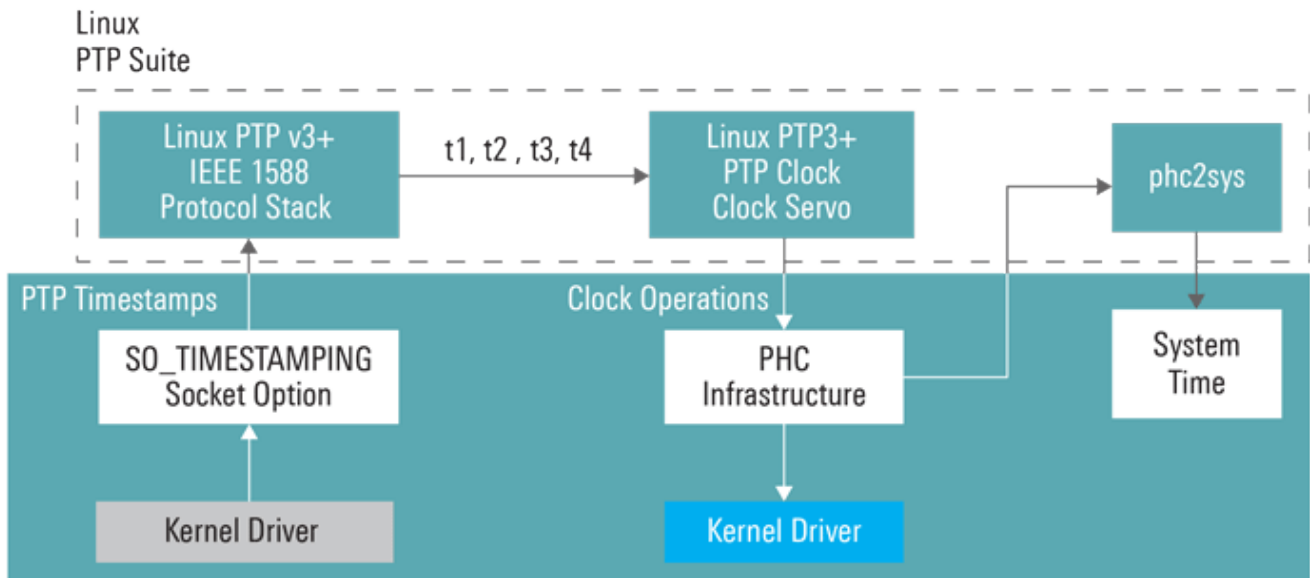 Linux
PTP Suite
Linux PTP v3+
IEEE 1588
Protocol Stack
t1, t2 , t3, t4
Linux PTP3+
PTP Clock
Clock Servo
phc2sys
PTP Timestamps
Clock Operations
SO_TIMESTAMPING
Socket Option
PHC
Infrastructure
System
Time
Kernel Driver
Kernel Driver